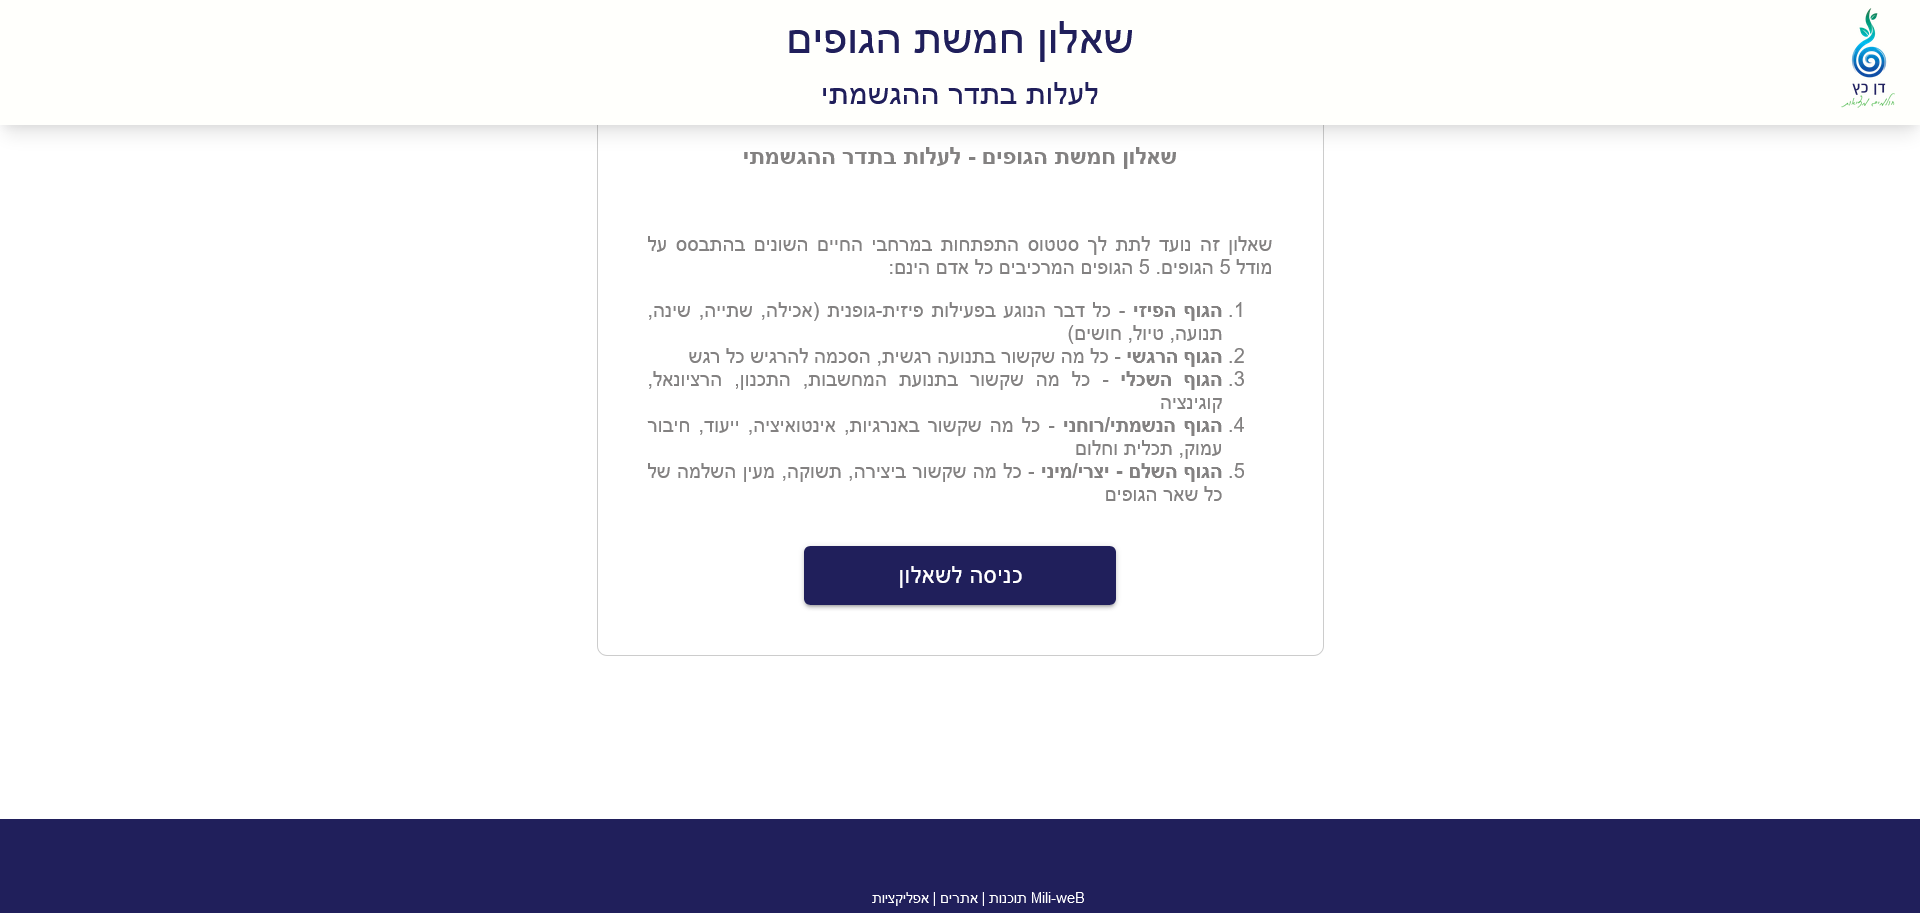 שאלון חמשת הגופים
לעלות בתדר ההגשמתי
דן כץ
שאלון חמשת הגופים - לעלות בתדר ההגשמתי
שאלון זה נועד לתת לך סטטוס התפתחות במרחבי החיים השונים בהתבסס על
מודל 5 הגופים. 5 הגופים המרכיבים כל אדם הינם:
1. הגוף הפיזי - כל דבר הנוגע בפעילות פיזית-גופנית (אכילה, שתייה, שינה,
תנועה, טיול, חושים)
2. הגוף הרגשי - כל מה שקשור בתנועה רגשית, הסכמה להרגיש כל רגש
3. הגוף השכלי - כל מה שקשור בתנועת המחשבות, התכנון, הרציונאל,
קוגינציה
4. הגוף הנשמתי/רוחני - כל מה שקשור באנרגיות, אינטואיציה, ייעוד, חיבור
עמוק, תכלית וחלום
5. הגוף השלם - יצרי/מיני - כל מה שקשור ביצירה, תשוקה, מעין השלמה של
כל שאר הגופים
כניסה לשאלון
Mili-weB תוכנות | אתרים | אפליקציות